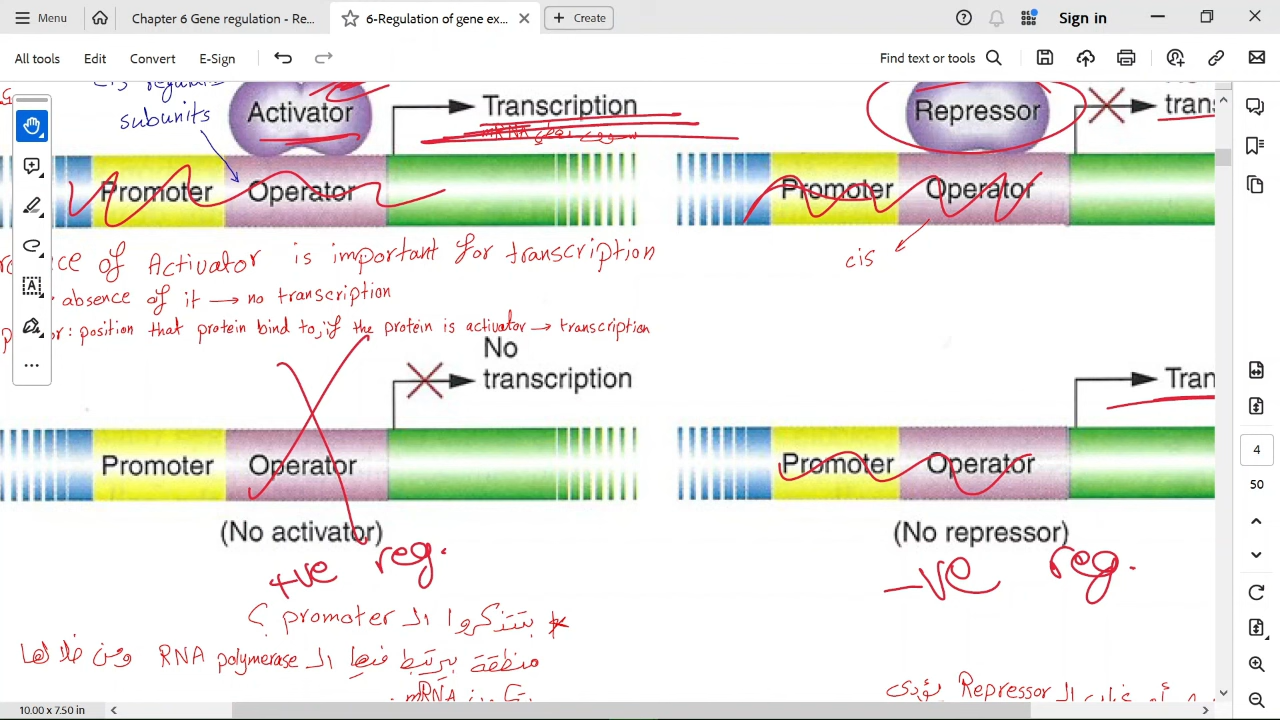 Menu
Chapter 6 Gene regulation - Re...
6-Regulation of gene ex...
Create
Sign in
All tools
Edit
Convert
E-Sign
Find text or tools
subunits
Activator
Transcription
Repressor
trans
Promoter
Operator
Promoter
Operator
of Activator is important for transcription
cis
absence of it → no transcription
: position that protein bind to, if the protein is activator → transcription
No
transcription
Tran
Promoter
Operator
Promoter
Operator
(No activator)
(No repressor)
+ve reg.
-ve reg.
* بتتذكروا الـ promoter ؟
منطقة بيرتبط فيها الـ RNA polymerase ومن خلالها
mRNA
الـ Repressor يؤدي
4
50
10.00 x 7.50 in